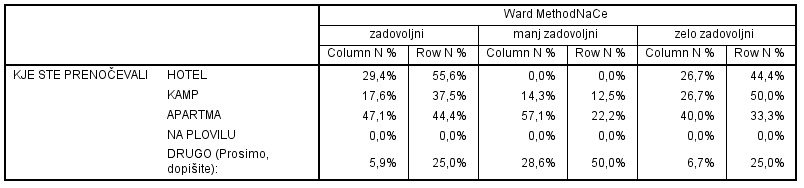 Ward MethodNaCe
zadovoljni manj zadovoljni zelo zadovoljni
Column N % Row N % Column N % Row N % Column N % Row N %
KJE STE PRENOČEVALI HOTEL 29,4% 55,6% 0,0% 0,0% 26,7% 44,4%
KAMP 17,6% 37,5% 14,3% 12,5% 26,7% 50,0%
APARTMA 47,1% 44,4% 57,1% 22,2% 40,0% 33,3%
NA PLOVILU 0,0% 0,0% 0,0% 0,0% 0,0% 0,0%
DRUGO (Prosimo,
dopišite): 5,9% 25,0% 28,6% 50,0% 6,7% 25,0%